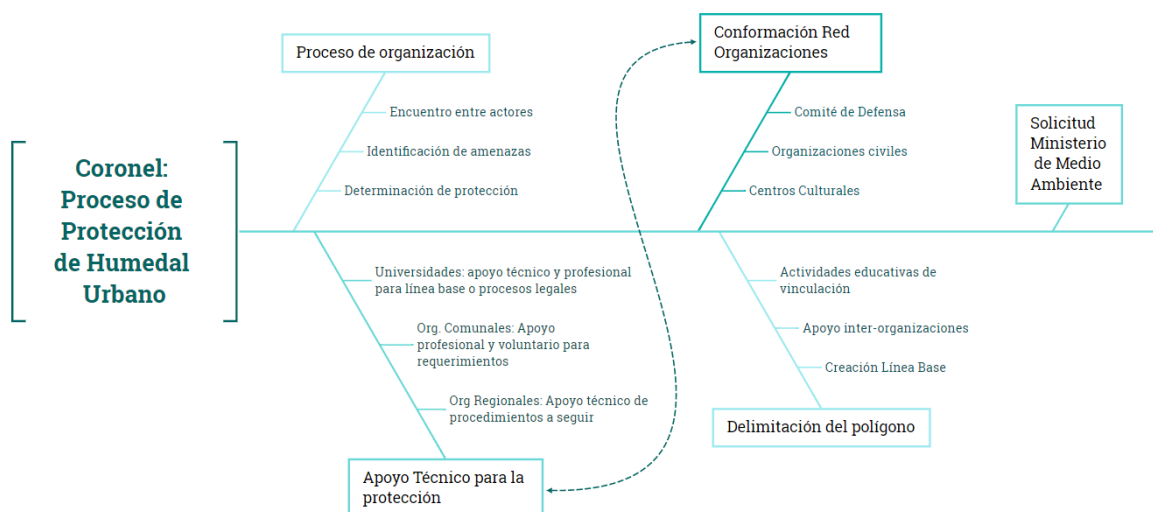 Coronel:
Proceso de
Protección
de Humedal
Urbano
Proceso de organización
Encuentro entre actores
Identificación de amenazas
Determinación de protección
Universidades: apoyo técnico y profesional
para línea base o procesos legales
Org. Comunales: Apoyo
profesional y voluntario para
requerimientos
Org Regionales: Apoyo técnico de
procedimientos a seguir
Apoyo Técnico para la
protección
Conformación Red
Organizaciones
Comité de Defensa
Organizaciones civiles
Centros Culturales
Actividades educativas de
vinculación
Apoyo inter-organizaciones
Creación Línea Base
Delimitación del polígono
Solicitud
Ministerio
de Medio
Ambiente